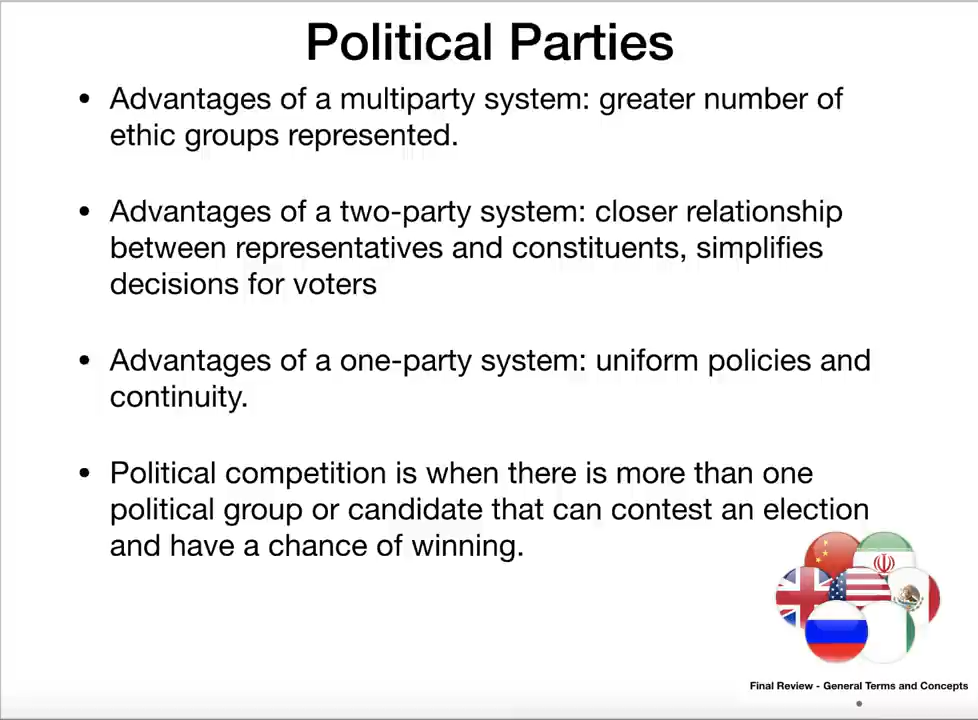 Political Parties
• Advantages of a multiparty system: greater number of
ethic groups represented.
• Advantages of a two-party system: closer relationship
between representatives and constituents, simplifies
decisions for voters
• Advantages of a one-party system: uniform policies and
continuity.
• Political competition is when there is more than one
political group or candidate that can contest an election
and have a chance of winning.
Final Review - General Terms and Concepts